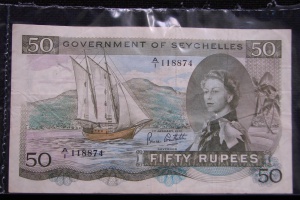 50 GOVERNMENT OF SEYCHELLES 50
A/1 118874
A/1 118874
50 FIFTY RUPEES 50